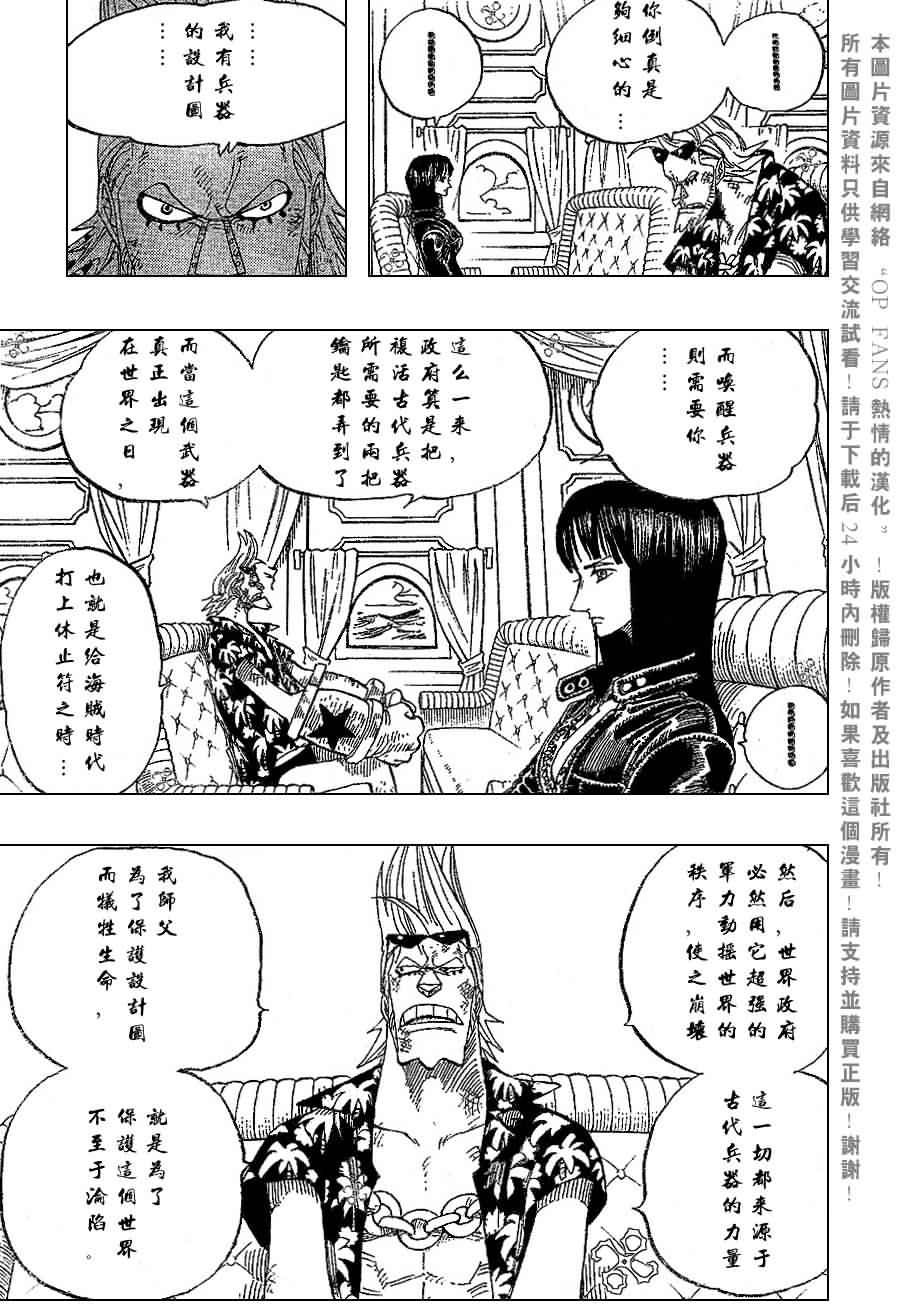 你倒真是
夠細心的
…
……
我有兵器
的設計圖
……
而喚醒兵器
則需要你
……
這么一來，
政府算是把
複活古代兵器
所需要的兩把
鑰匙都弄到了
而當這個武器
真正出現
在世界之日，
也就是給海賊時代
打上休止符之時…
然后，世界政府
必然用它超强的
軍力動搖世界的
秩序，使之崩壞
這一切都来源于
古代兵器的力量
我師父
為了保護設計圖
而犠牲生命，
就是為了
保護這個世界
不至于淪陷。
本圖片資源來自網絡 “OP FANS 熱情的漢化 ”！版權歸原作者及出版社所有！
所有圖片資料只供學習交流試看！請于下載后 24 小時內刪除！如果喜歡這個漫畫！請支持並購買正版！謝謝！